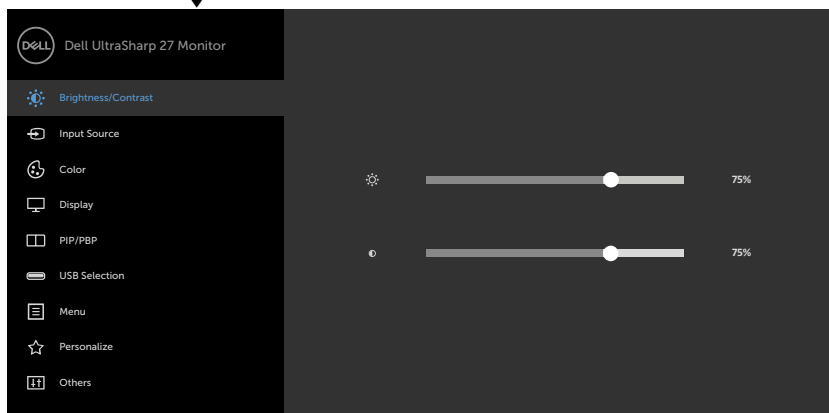 DELL
Dell UltraSharp 27 Monitor
Brightness/Contrast
Input Source
Color
75%
Display
PIP/PBP
75%
USB Selection
Menu
Personalize
Others